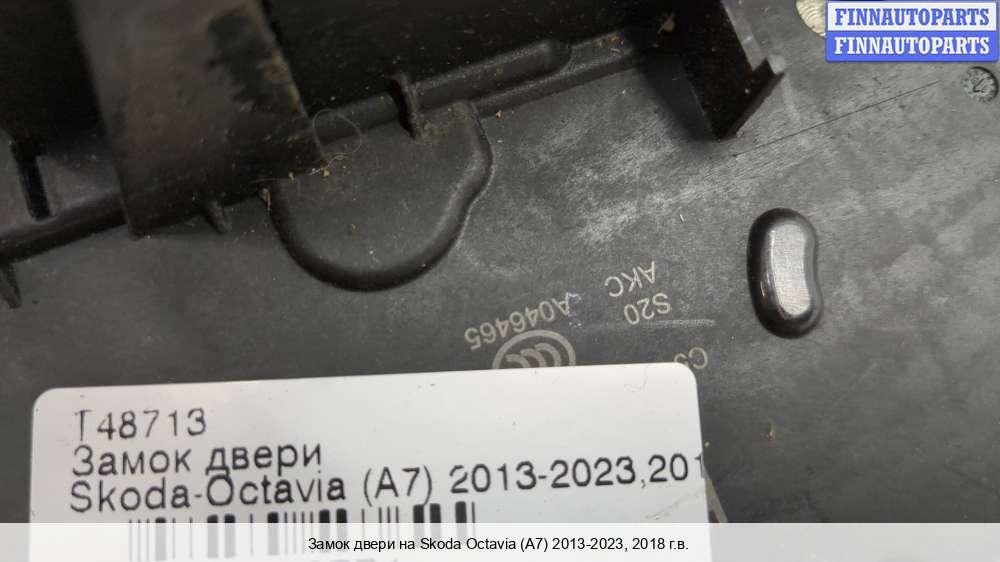 FINNAUTOPARTS
FINNAUTOPARTS
AKC
S20
A046465
T48713
Замок двери
Skoda-Octavia (A7) 2013-2023,201
Замок двери на Skoda Octavia (A7) 2013-2023, 2018 г.в.